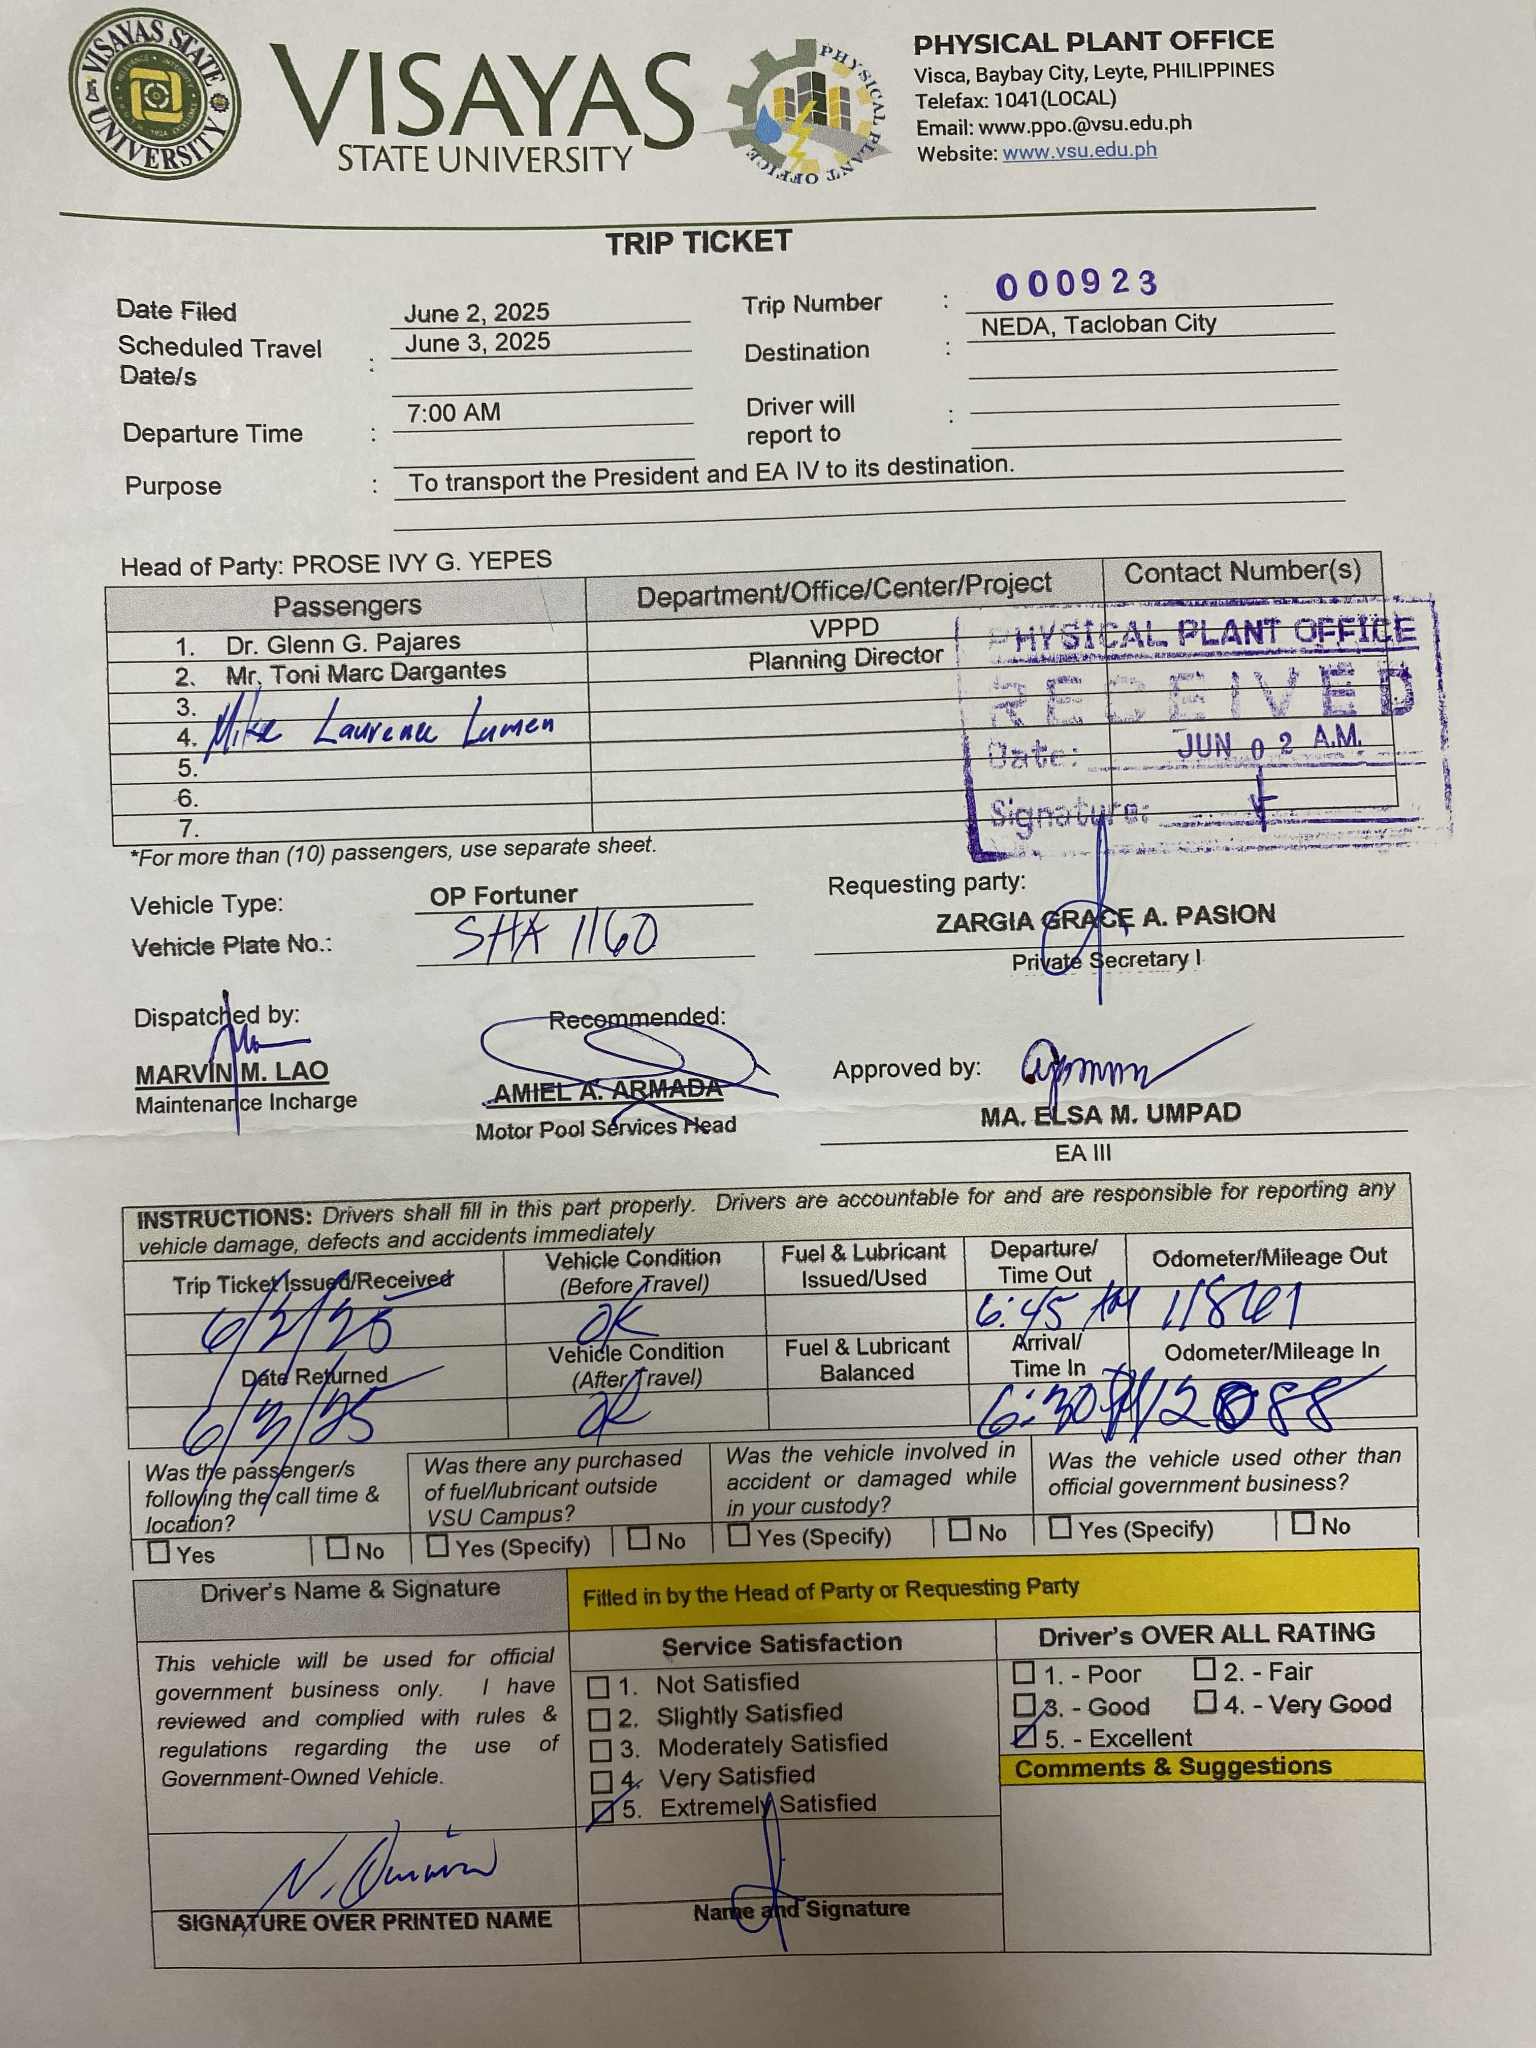 VISAYAS STATE UNIVERSITY
VISAYAS
STATE UNIVERSITY
PHYSICAL PLANT OFFICE
PHYSICAL PLANT OFFICE
Visca, Baybay City, Leyte, PHILIPPINES
Telefax: 1041(LOCAL)
Email: www.ppo.@vsu.edu.ph
Website: www.vsu.edu.ph
TRIP TICKET
Date Filed June 2, 2025 Trip Number : 000923
Scheduled Travel Date/s : June 3, 2025 Destination : NEDA, Tacloban City
Departure Time : 7:00 AM Driver will report to :
Purpose : To transport the President and EA IV to its destination.
Head of Party: PROSE IVY G. YEPES
Passengers Department/Office/Center/Project Contact Number(s)
1. Dr. Glenn G. Pajares VPPD
2. Mr. Toni Marc Dargantes Planning Director
3.
4. Mike Laurence Lumen
5.
6.
7.
PHYSICAL PLANT OFFICE
RECEIVED
Date: JUN 02 A.M.
Signature:
*For more than (10) passengers, use separate sheet.
Vehicle Type: OP Fortuner
Vehicle Plate No.: SHA 1160
Requesting party:
ZARGIA GRACE A. PASION
Private Secretary I
Dispatched by:
MARVIN M. LAO
Maintenance Incharge
Recommended:
AMIEL A. ARMADA
Motor Pool Services Head
Approved by:
MA. ELSA M. UMPAD
EA III
INSTRUCTIONS: Drivers shall fill in this part properly. Drivers are accountable for and are responsible for reporting any
vehicle damage, defects and accidents immediately
Trip Ticket Issued/Received Vehicle Condition (Before Travel) Fuel & Lubricant Issued/Used Departure/ Time Out Odometer/Mileage Out
6/2/25 OK 6:45 AM 11861
Date Returned Vehicle Condition (After Travel) Fuel & Lubricant Balanced Arrival/ Time In Odometer/Mileage In
6/3/25 OK 6:30 PM 12088
Was the passenger/s following the call time & location?
Yes No
Was there any purchased of fuel/lubricant outside VSU Campus?
Yes (Specify) No
Was the vehicle involved in accident or damaged while in your custody?
Yes (Specify) No
Was the vehicle used other than official government business?
Yes (Specify) No
Driver's Name & Signature
Filled in by the Head of Party or Requesting Party
This vehicle will be used for official
government business only. I have
reviewed and complied with rules &
regulations regarding the use of
Government-Owned Vehicle.
SIGNATURE OVER PRINTED NAME
Service Satisfaction
1. Not Satisfied
2. Slightly Satisfied
3. Moderately Satisfied
4. Very Satisfied
5. Extremely Satisfied
Name and Signature
Driver's OVER ALL RATING
1. - Poor 2. - Fair
3. - Good 4. - Very Good
5. - Excellent
Comments & Suggestions